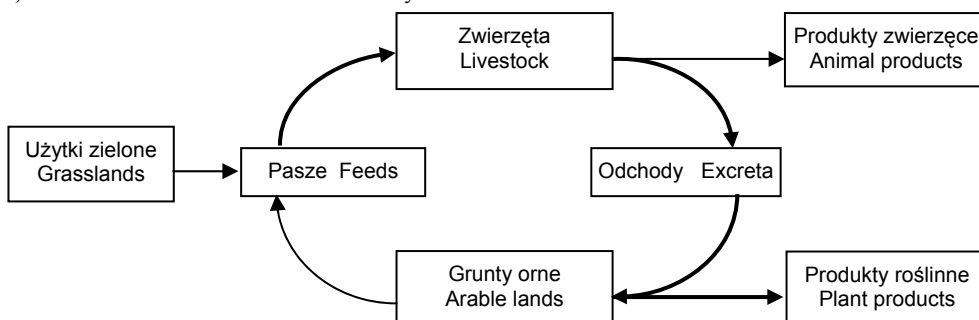 Zwierzęta
Livestock
Produkty zwierzęce
Animal products
Użytki zielone
Grasslands
Pasze Feeds
Odchody Excreta
Grunty orne
Arable lands
Produkty roślinne
Plant products